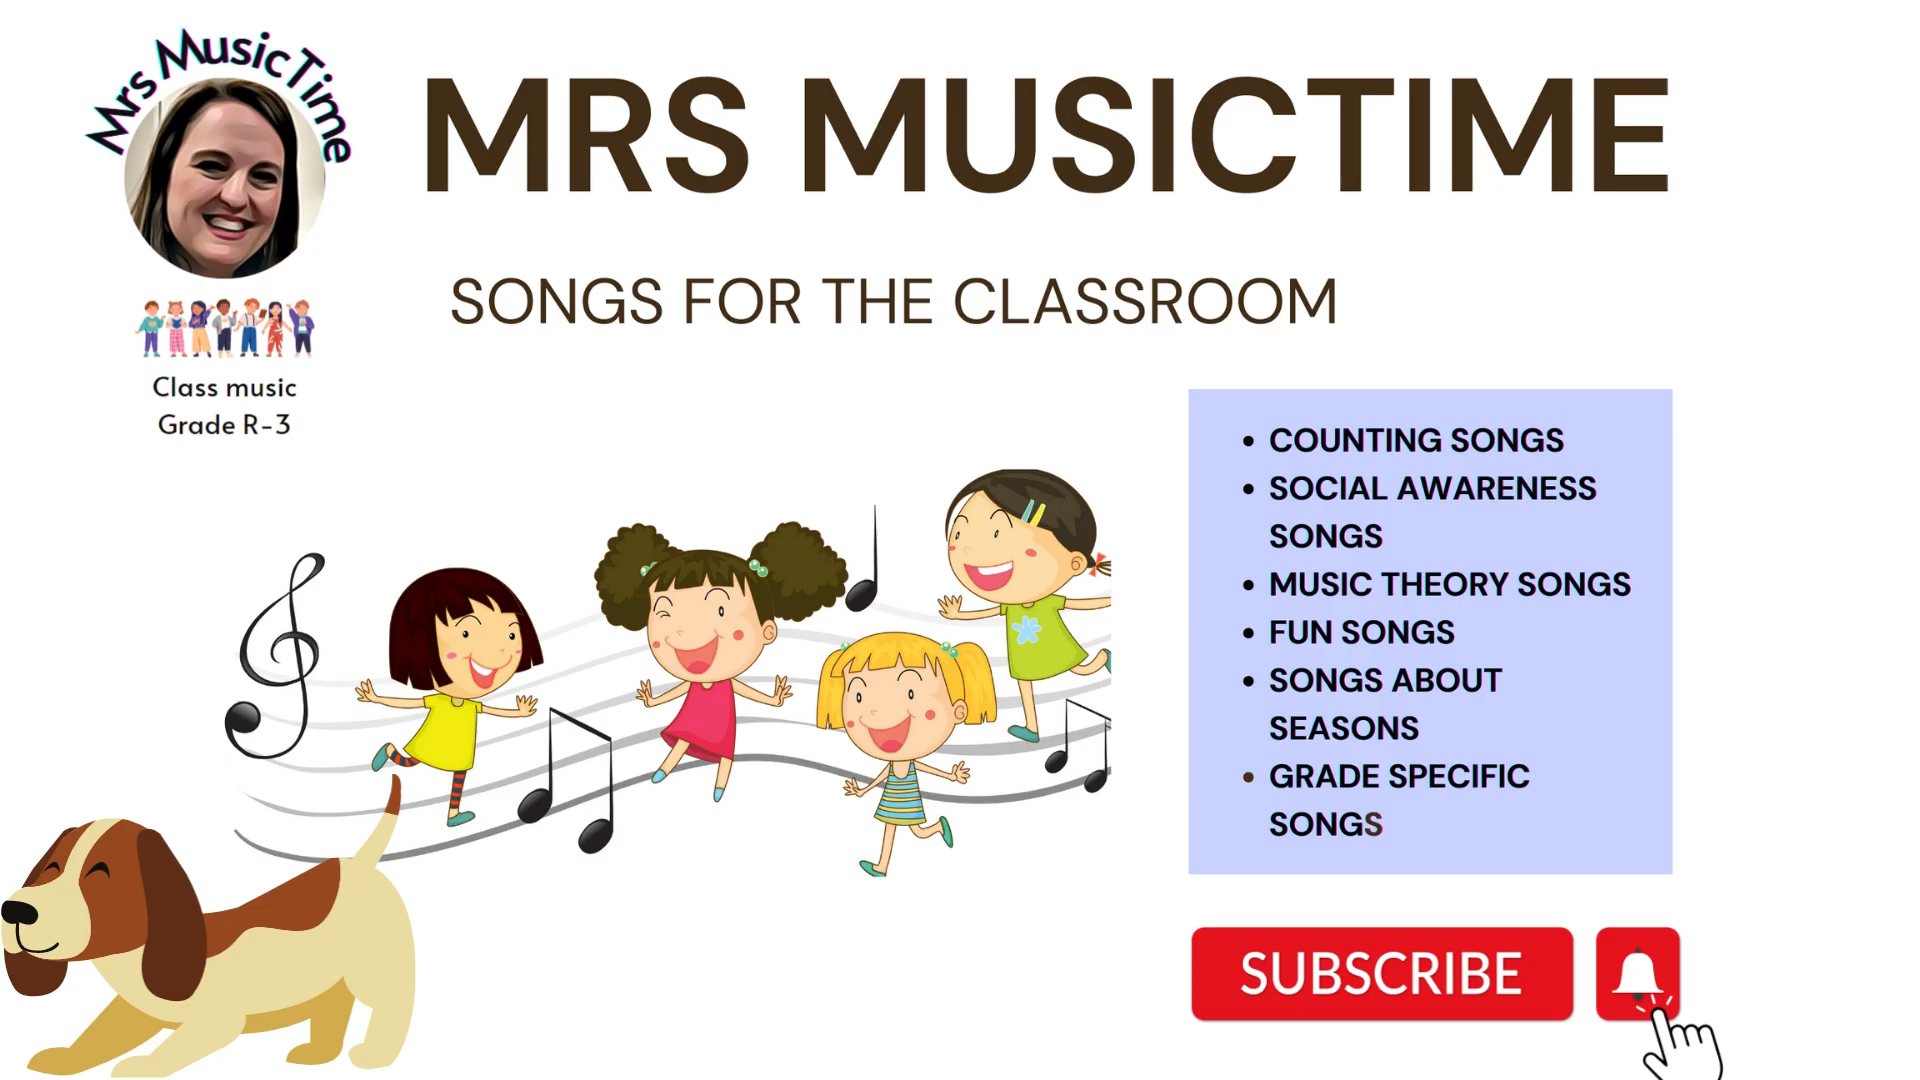 Mrs MusicTime
MRS MUSICTIME
SONGS FOR THE CLASSROOM
Class music
Grade R-3
• COUNTING SONGS
• SOCIAL AWARENESS
SONGS
• MUSIC THEORY SONGS
• FUN SONGS
• SONGS ABOUT
SEASONS
• GRADE SPECIFIC
SONGS
SUBSCRIBE